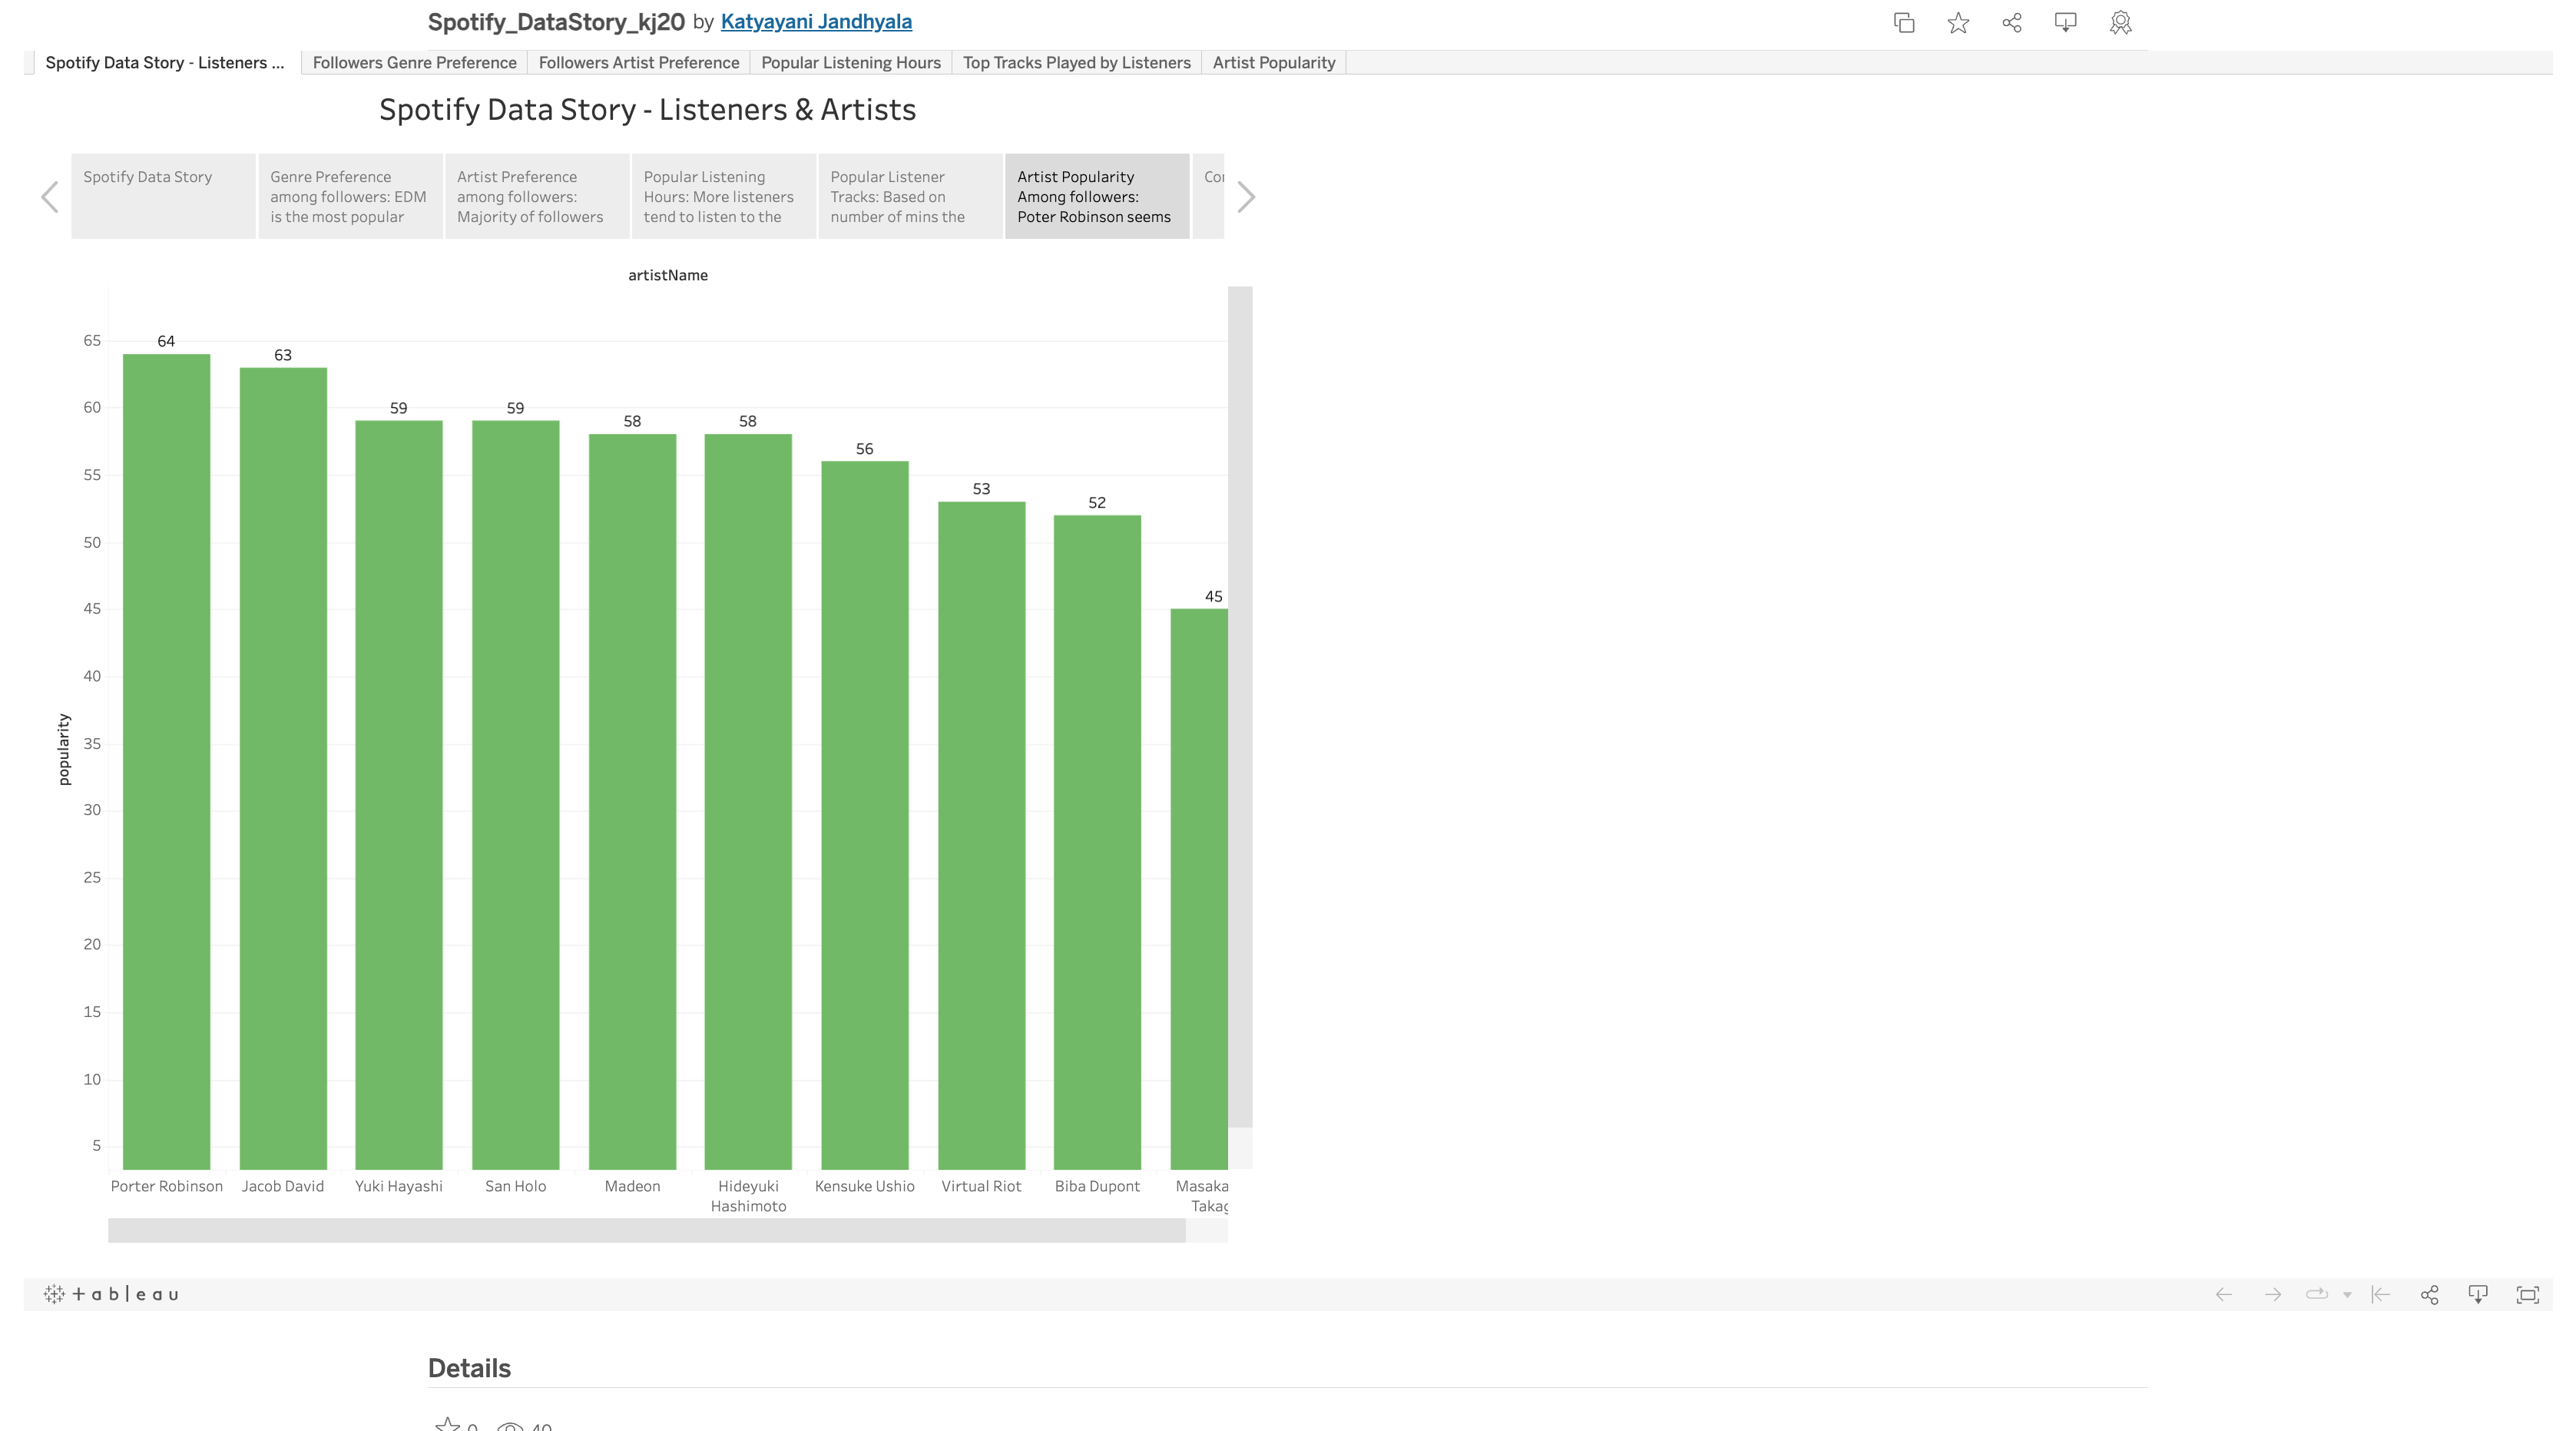 Spotify_DataStory_kj20 by Katyayani Jandhyala
Spotify Data Story - Listeners ... Followers Genre Preference Followers Artist Preference Popular Listening Hours Top Tracks Played by Listeners Artist Popularity
Spotify Data Story - Listeners & Artists
Spotify Data Story
Genre Preference
among followers: EDM
is the most popular
Artist Preference
among followers:
Majority of followers
Popular Listening
Hours: More listeners
tend to listen to the
Popular Listener
Tracks: Based on
number of mins the
Artist Popularity
Among followers:
Poter Robinson seems
artistName
popularity
65
60
55
50
45
40
35
30
25
20
15
10
5
64
63
59
59
58
58
56
53
52
45
Porter Robinson
Jacob David
Yuki Hayashi
San Holo
Madeon
Hideyuki
Hashimoto
Kensuke Ushio
Virtual Riot
Biba Dupont
+ableau
Details
0 40